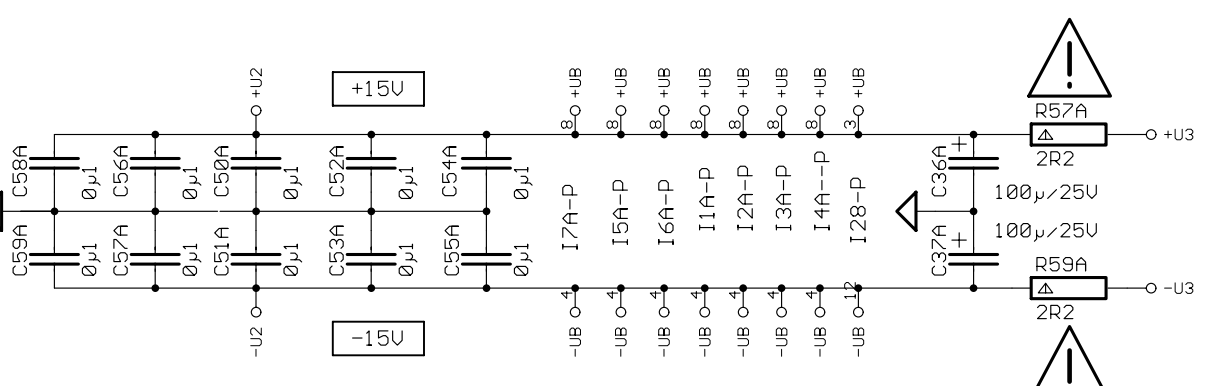 +U2
+15V
+UB
+UB
+UB
+UB
+UB
+UB
+UB
8
8
8
8
8
8
8
3
R57A
2R2
+U3
C58A
0µ1
C56A
0µ1
C50A
0µ1
C52A
0µ1
C54A
0µ1
I7A-P
I5A-P
I6A-P
I1A-P
I2A-P
I3A-P
I4A--P
I28-P
+UB
C36A
+
100µ/25V
C59A
0µ1
C57A
0µ1
C51A
0µ1
C53A
0µ1
C55A
0µ1
C37A
+
100µ/25V
4
4
4
4
4
4
4
12
R59A
2R2
-U3
-U2
-15V
-UB
-UB
-UB
-UB
-UB
-UB
-UB
-UB